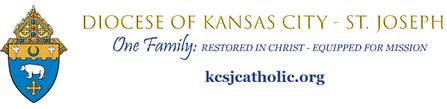 DIOCESE OF KANSAS CITY - ST. JOSEPH
One Family: RESTORED IN CHRIST - EQUIPPED FOR MISSION
kcsjcatholic.org